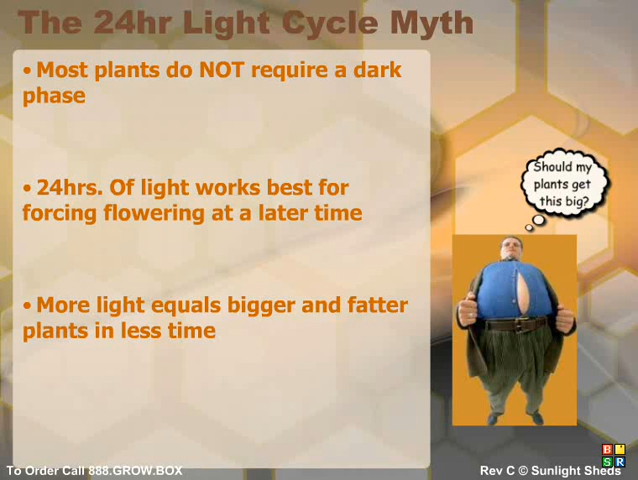 The 24hr Light Cycle Myth
• Most plants do NOT require a dark
phase
• 24hrs. Of light works best for
forcing flowering at a later time
• More light equals bigger and fatter
plants in less time
Should my
plants get
this big?
B M
S R
To Order Call 888.GROW.BOX
Rev C © Sunlight Sheds